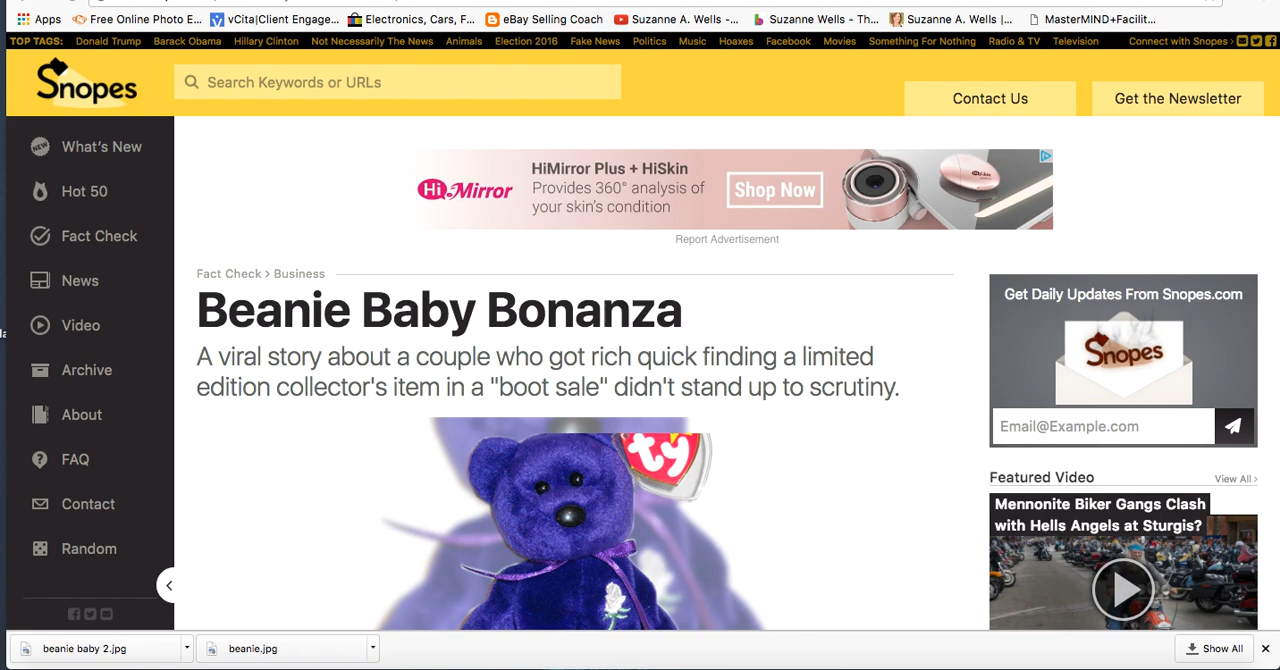 Apps
Free Online Photo E...
vCita|Client Engage...
Electronics, Cars, F...
eBay Selling Coach
Suzanne A. Wells -...
Suzanne Wells - Th...
Suzanne A. Wells |...
MasterMIND+Facilit...
TOP TAGS: Donald Trump Barack Obama Hillary Clinton Not Necessarily The News Animals Election 2016 Fake News Politics Music Hoaxes Facebook Movies Something For Nothing Radio & TV Television Connect with Snopes ›
Snopes
Search Keywords or URLs
Contact Us
Get the Newsletter
NEW
What's New
Hot 50
Fact Check
News
Video
Archive
About
FAQ
Contact
Random
Hi Mirror
HiMirror Plus + HiSkin
Provides 360° analysis of
your skin's condition
Shop Now
Report Advertisement
Fact Check > Business
Beanie Baby Bonanza
A viral story about a couple who got rich quick finding a limited
edition collector's item in a "boot sale" didn't stand up to scrutiny.
ty
Get Daily Updates From Snopes.com
Snopes
Email@Example.com
Featured Video
View All ›
Mennonite Biker Gangs Clash
with Hells Angels at Sturgis?
beanie baby 2.jpg
beanie.jpg
Show All